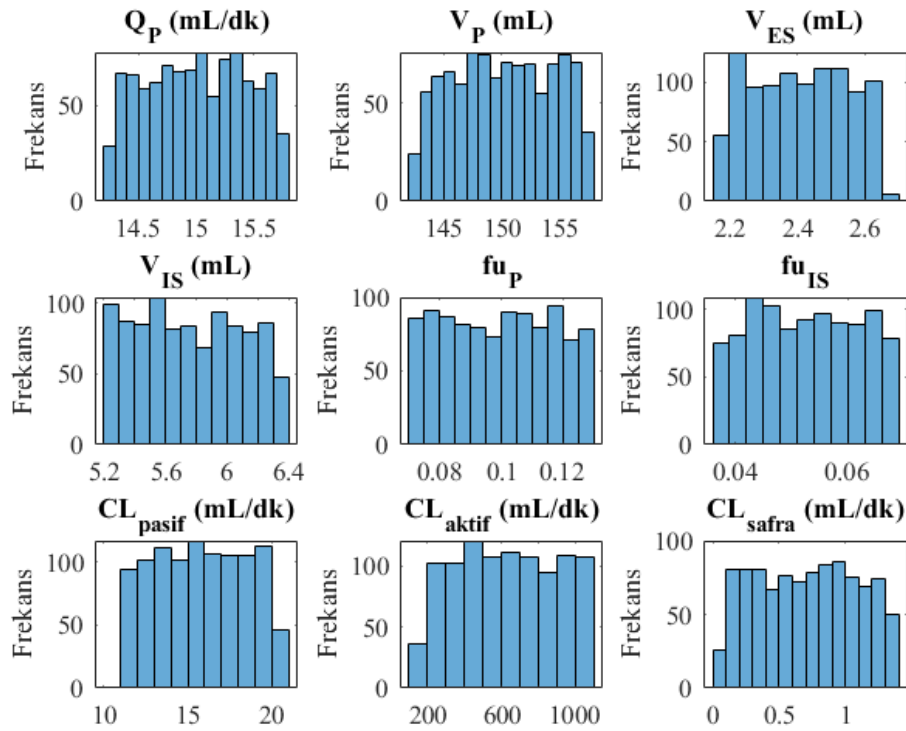 Q_P (mL/dk) V_P (mL) V_ES (mL)
Frekans 50 0 14.5 15 15.5
Frekans 50 0 145 150 155
Frekans 100 50 0 2.2 2.4 2.6
V_IS (mL) fu_P fu_IS
Frekans 100 50 0 5.2 5.6 6 6.4
Frekans 100 50 0 0.08 0.1 0.12
Frekans 100 50 0 0.04 0.06
CL_pasif (mL/dk) CL_aktif (mL/dk) CL_safra (mL/dk)
Frekans 100 50 0 10 15 20
Frekans 100 50 0 200 600 1000
Frekans 100 50 0 0 0.5 1